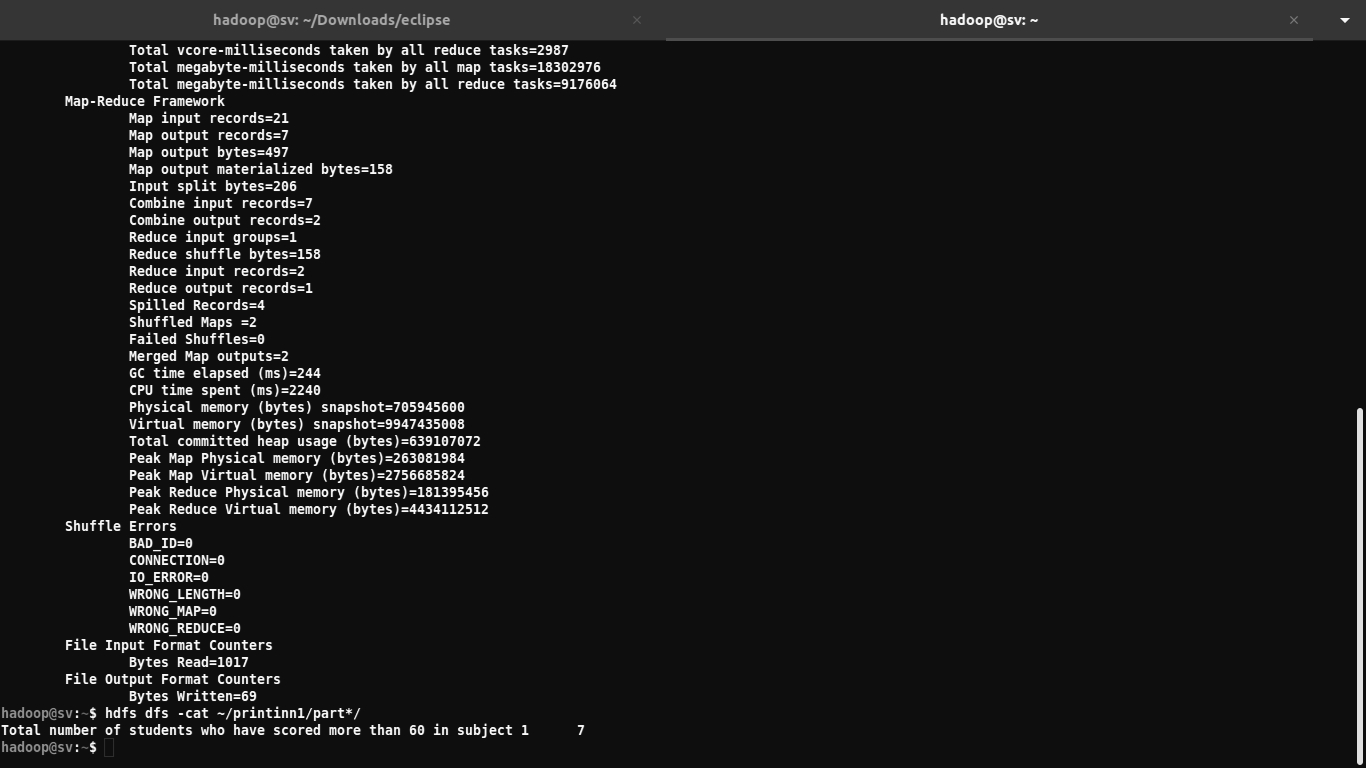 hadoop@sv: ~/Downloads/eclipse
hadoop@sv: ~
Total vcore-milliseconds taken by all reduce tasks=2987
Total megabyte-milliseconds taken by all map tasks=18302976
Total megabyte-milliseconds taken by all reduce tasks=9176064
Map-Reduce Framework
Map input records=21
Map output records=7
Map output bytes=497
Map output materialized bytes=158
Input split bytes=206
Combine input records=7
Combine output records=2
Reduce input groups=1
Reduce shuffle bytes=158
Reduce input records=2
Reduce output records=1
Spilled Records=4
Shuffled Maps =2
Failed Shuffles=0
Merged Map outputs=2
GC time elapsed (ms)=244
CPU time spent (ms)=2240
Physical memory (bytes) snapshot=705945600
Virtual memory (bytes) snapshot=9947435008
Total committed heap usage (bytes)=639107072
Peak Map Physical memory (bytes)=263081984
Peak Map Virtual memory (bytes)=2756685824
Peak Reduce Physical memory (bytes)=181395456
Peak Reduce Virtual memory (bytes)=4434112512
Shuffle Errors
BAD_ID=0
CONNECTION=0
IO_ERROR=0
WRONG_LENGTH=0
WRONG_MAP=0
WRONG_REDUCE=0
File Input Format Counters
Bytes Read=1017
File Output Format Counters
Bytes Written=69
hadoop@sv:~$ hdfs dfs -cat ~/printinn1/part*/
Total number of students who have scored more than 60 in subject 1 7
hadoop@sv:~$